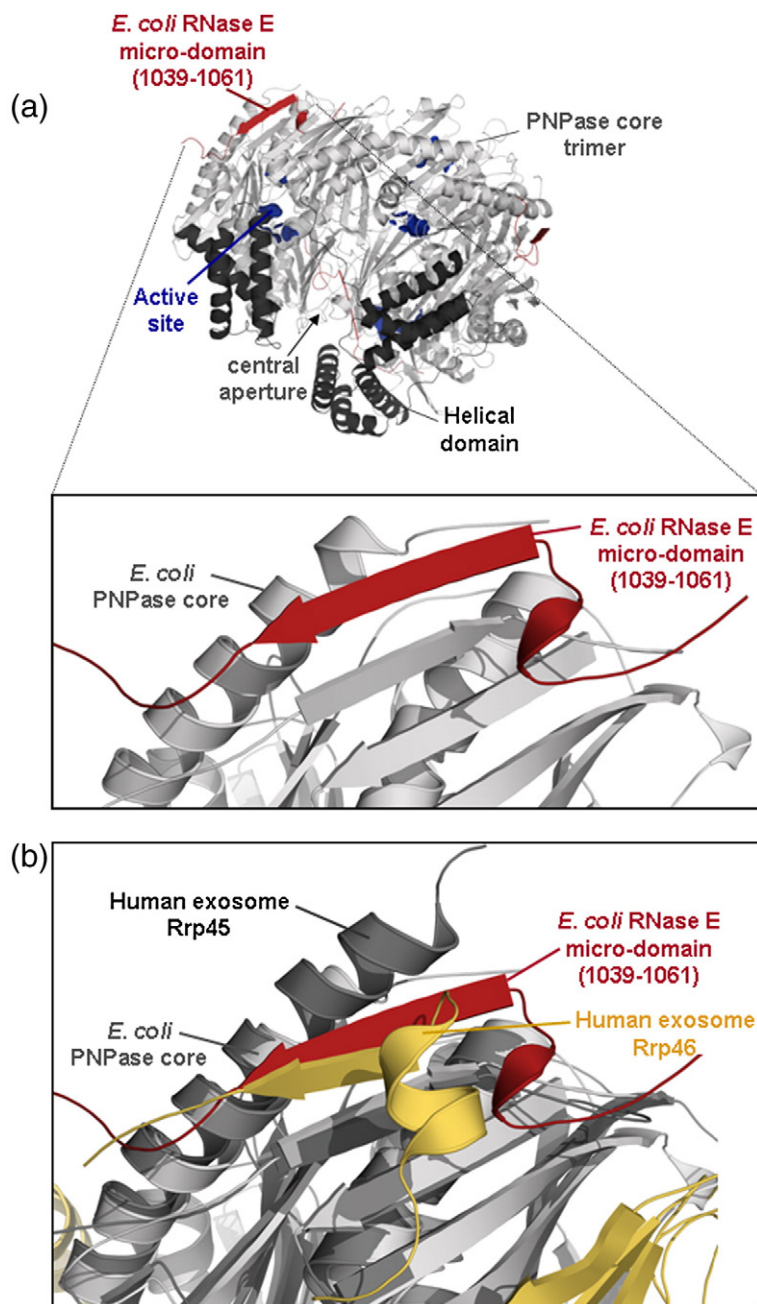 (a)
E. coli RNase E
micro-domain
(1039-1061)
PNPase core
trimer
Active
site
central
aperture
Helical
domain
E. coli
PNPase core
E. coli RNase E
micro-domain
(1039-1061)
(b)
Human exosome
Rrp45
E. coli RNase E
micro-domain
(1039-1061)
E. coli
PNPase core
Human exosome
Rrp46